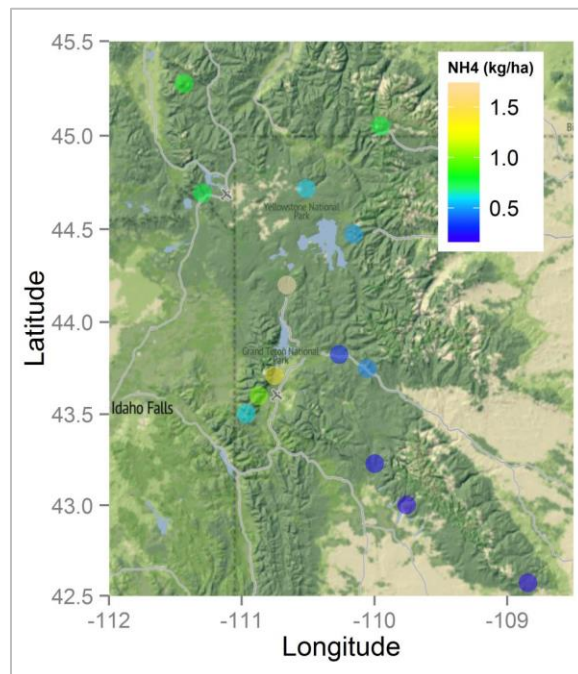 NH4 (kg/ha)
1.5
1.0
0.5
45.5
45.0
44.5
44.0
43.5
43.0
42.5
Latitude
Yellowstone National
Park
Grand Teton National
Park
Idaho Falls
-112
-111
-110
-109
Longitude